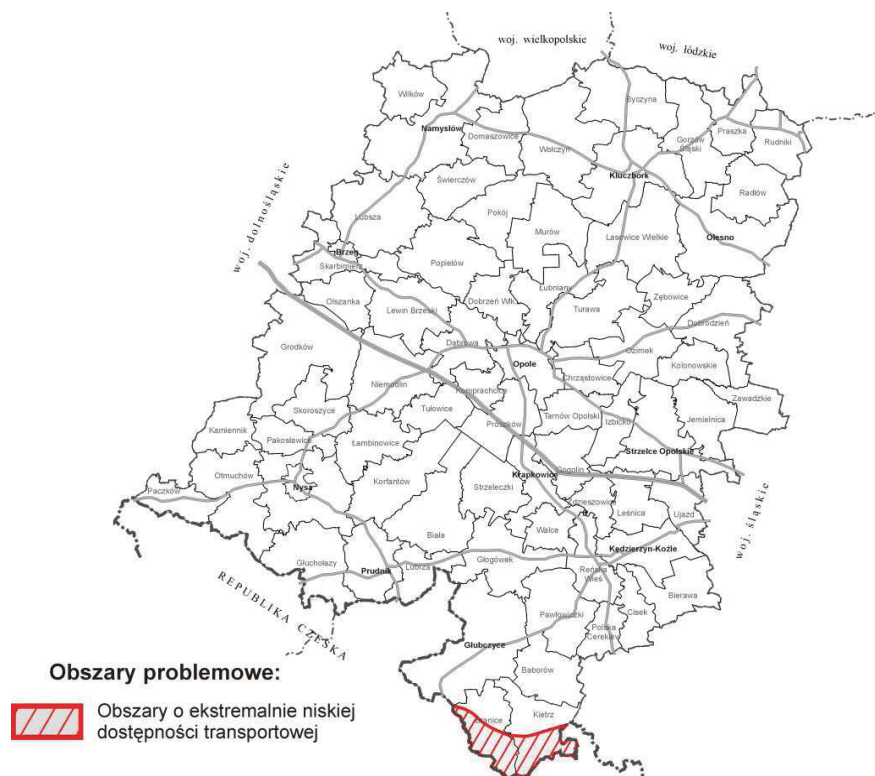 woj. wielkopolskie
woj. łódzkie
Wilków
Byczyna
Namysłów
Domaszowice
Wołczyn
Gorzów
Śląski
Praszka
Rudniki
Kluczbork
Świerczów
Radłów
woj. dolnośląskie
Lubsza
Pokój
Murów
Lasowice Wielkie
Olesno
Brzeg
Skarbimierz
Popielów
Olszanka
Lewin Brzeski
Dobrzeń Wlk.
Łubniany
Turawa
Zębowice
Dobrodzień
Grodków
Dąbrowa
Opole
Ozimek
Chrząstowice
Kolonowskie
Niemodlin
Komprachcice
Zawadzkie
Skoroszyce
Tułowice
Prószków
Tarnów Opolski
Izbicko
Jemielnica
Kamiennik
Pakosławice
Łambinowice
Strzelce Opolskie
Otmuchów
Paczków
Nysa
Korfantów
Strzeleczki
Krapkowice
Gogolin
Zdzieszowice
Leśnica
Ujazd
woj. śląskie
Biała
Walce
Kędzierzyn-Koźle
Głuchołazy
Prudnik
Lubrza
Głogówek
Reńska
Wieś
Bierawa
REPUBLIKA CZESKA
Pawłowiczki
Cisek
Polska
Cerekiew
Głubczyce
Baborów
Branice
Kietrz
Obszary problemowe:
Obszary o ekstremalnie niskiej
dostępności transportowej